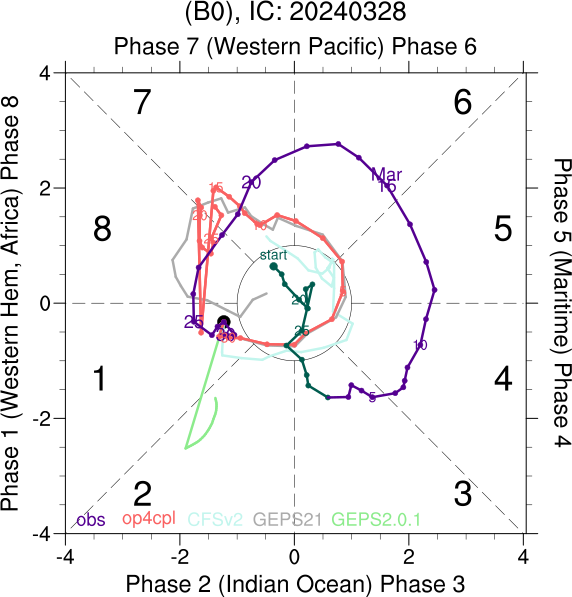 (B0), IC: 20240328
Phase 7 (Western Pacific) Phase 6
4
7
6
Phase 1 (Western Hem, Africa) Phase 8
Phase 5 (Maritime) Phase 4
Mar
15
20
15
2
20
10
8
5
25
start
0
20
25
30
25
10
1
4
5
-2
2
3
obs
op4cpl
CFSv2
GEPS21
GEPS2.0.1
-4
-4
-2
0
2
4
Phase 2 (Indian Ocean) Phase 3